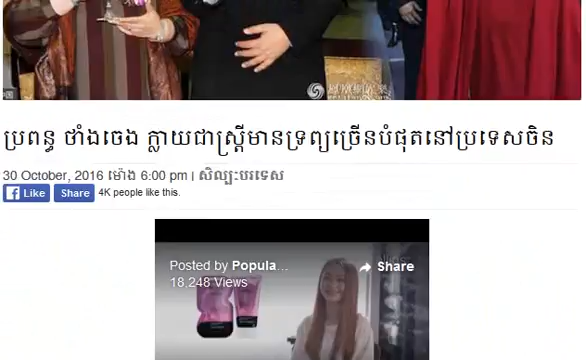 ប្រពន្ធ ថាំងចេង ក្លាយជាស្ត្រីមានទ្រព្យច្រើនបំផុតនៅប្រទេសចិន
30 October, 2016 ម៉ោង 6:00 pm | សិល្បៈបរទេស
Like Share 4K people like this.
Posted by Popula...
Share
18,248 Views